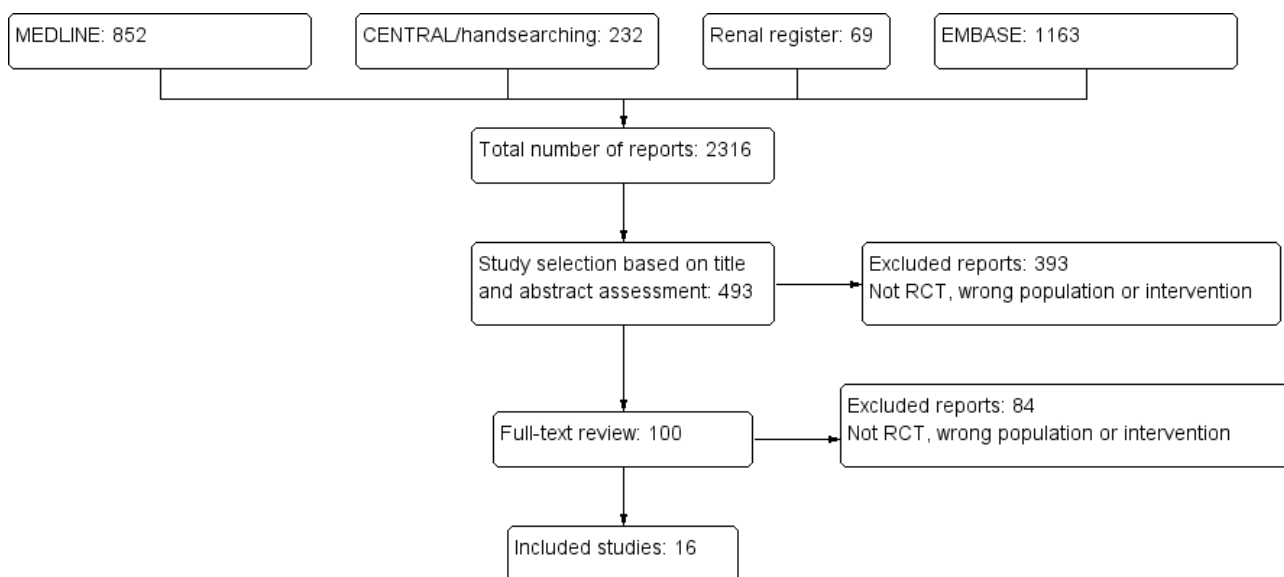 MEDLINE: 852
CENTRAL/handsearching: 232
Renal register: 69
EMBASE: 1163
Total number of reports: 2316
Study selection based on title
and abstract assessment: 493
Excluded reports: 393
Not RCT, wrong population or intervention
Full-text review: 100
Excluded reports: 84
Not RCT, wrong population or intervention
Included studies: 16